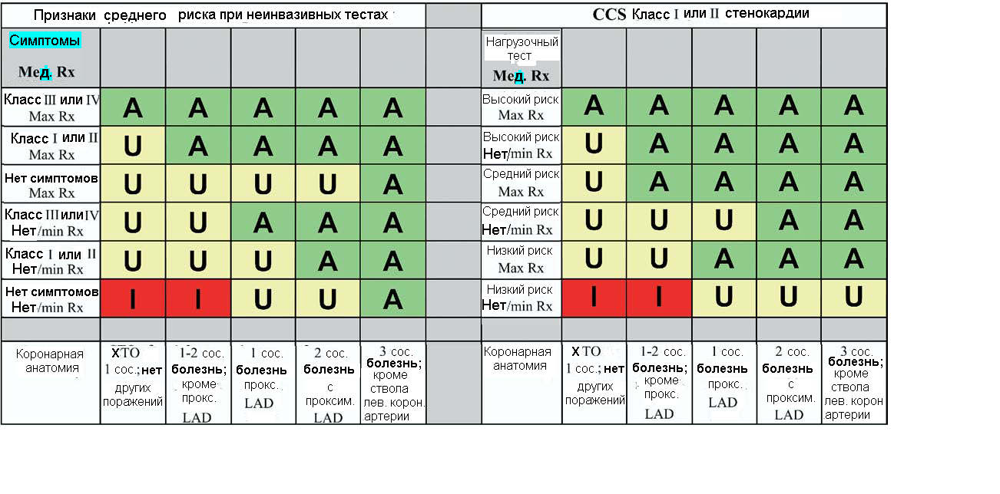 Признаки среднего риска при неинвазивных тестах
CCS Класс I или II стенокардии
Симптомы
Мед. Rx
Нагрузочный
тест
Мед. Rx
Класс III или IV
Max Rx
A A A A A
Высокий риск
Max Rx
A A A A A
Класс I или II
Max Rx
U A A A A
Высокий риск
Нет/min Rx
U A A A A
Нет симптомов
Max Rx
U U U U A
Средний риск
Max Rx
U A A A A
Класс III или IV
Нет/min Rx
U U A A A
Средний риск
Нет/min Rx
U U U A A
Класс I или II
Нет/min Rx
U U U A A
Низкий риск
Max Rx
U U A A A
Нет симптомов
Нет/min Rx
I I U U A
Низкий риск
Нет/min Rx
I I U U U
Коронарная
анатомия
ХТО
1 сос.; нет
других
поражений
1-2 сос.
болезнь;
кроме
прокс.
LAD
1 сос.
болезнь
прокс.
LAD
2 сос.
болезнь
с
проксим.
LAD
3 сос.
болезнь;
кроме
ствола
лев. корон.
артерии
Коронарная
анатомия
ХТО
1 сос.; нет
других
поражений
1-2 сос.
болезнь;
кроме
прокс.
LAD
1 сос.
болезнь
прокс.
LAD
2 сос.
болезнь
с
проксим.
LAD
3 сос.
болезнь;
кроме
ствола
лев. корон
артерии